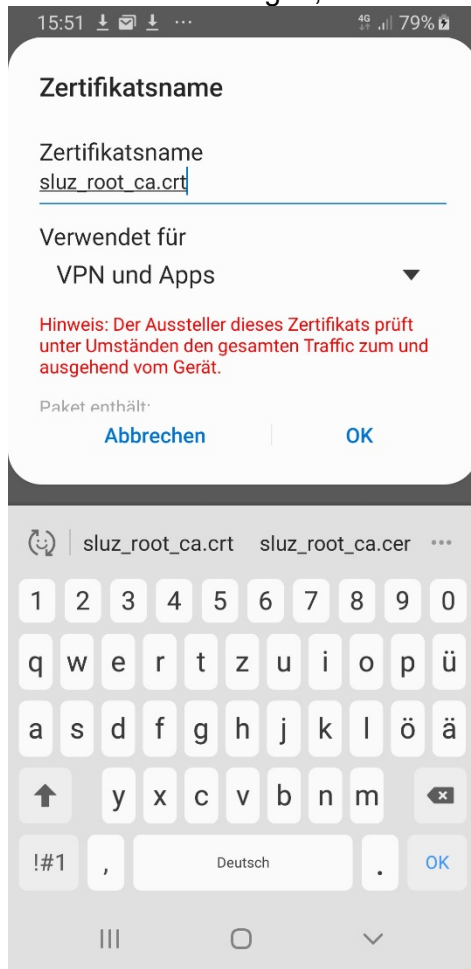 15:51 ... 4G 79%
Zertifikatsname
Zertifikatsname
sluz_root_ca.crt
Verwendet für
VPN und Apps
Hinweis: Der Aussteller dieses Zertifikats prüft
unter Umständen den gesamten Traffic zum und
ausgehend vom Gerät.
Paket enthält:
Abbrechen OK
sluz_root_ca.crt sluz_root_ca.cer ...
1 2 3 4 5 6 7 8 9 0
q w e r t z u i o p ü
a s d f g h j k l ö ä
y x c v b n m
!#1 , Deutsch . OK